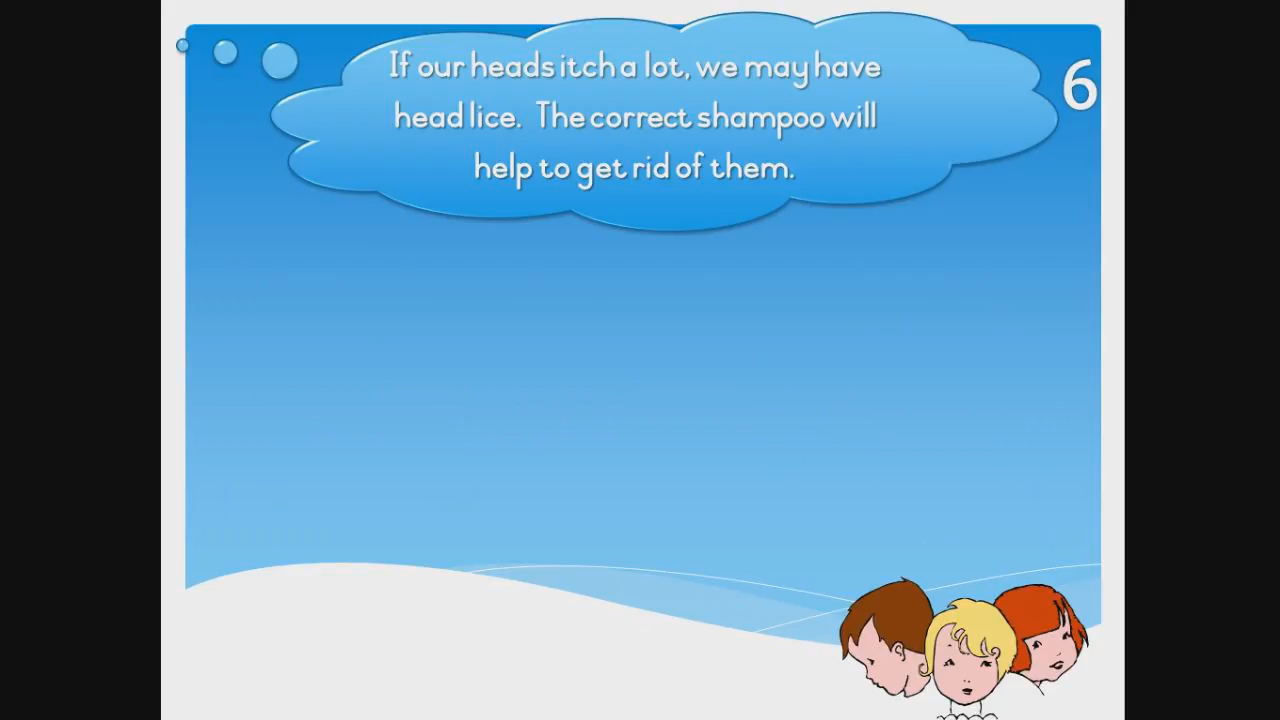 If our heads itch a lot, we may have
head lice. The correct shampoo will
help to get rid of them.
6